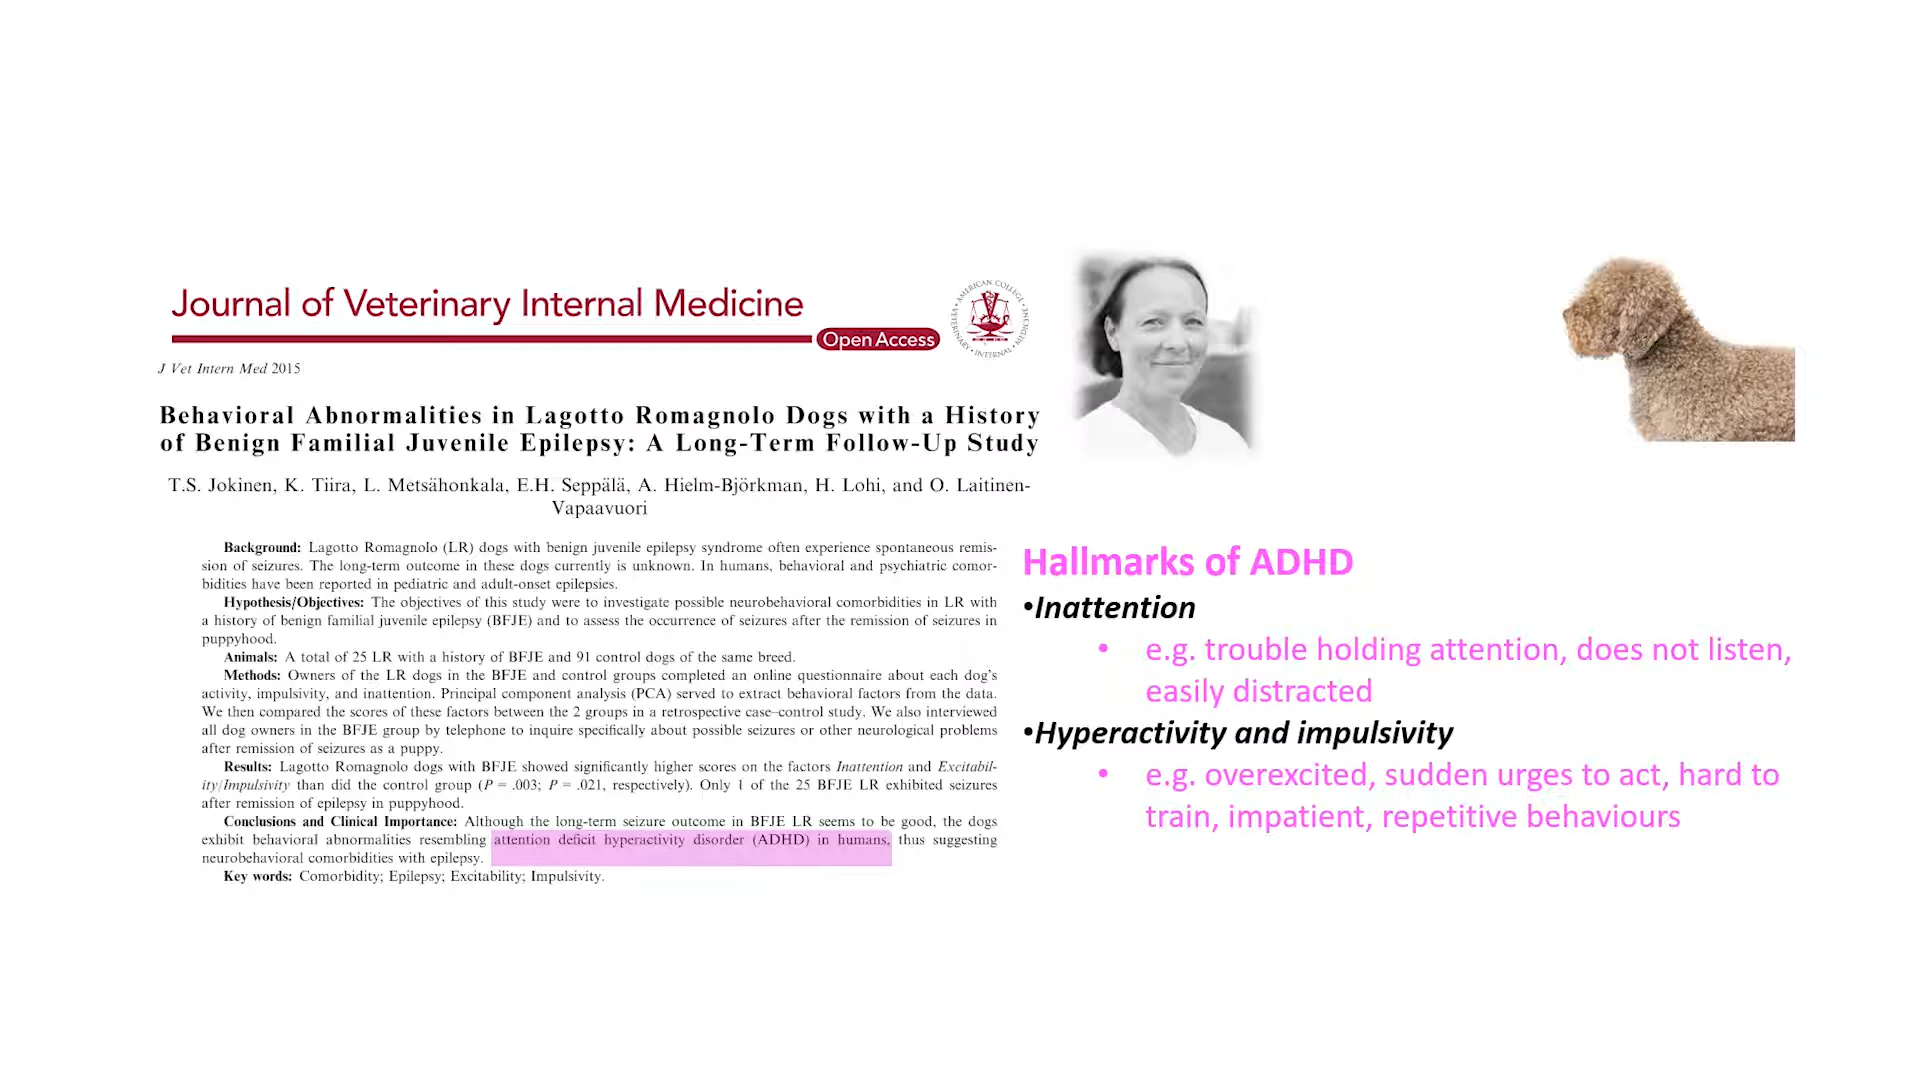 Journal of Veterinary Internal Medicine
Open Access
AMERICAN COLLEGE
VETERINARY INTERNAL MEDICINE
J Vet Intern Med 2015
Behavioral Abnormalities in Lagotto Romagnolo Dogs with a History
of Benign Familial Juvenile Epilepsy: A Long-Term Follow-Up Study
T.S. Jokinen, K. Tiira, L. Metsähonkala, E.H. Seppälä, A. Hielm-Björkman, H. Lohi, and O. Laitinen-
Vapaavuori
Background: Lagotto Romagnolo (LR) dogs with benign juvenile epilepsy syndrome often experience spontaneous remis-
sion of seizures. The long-term outcome in these dogs currently is unknown. In humans, behavioral and psychiatric comor-
bidities have been reported in pediatric and adult-onset epilepsies.
Hypothesis/Objectives: The objectives of this study were to investigate possible neurobehavioral comorbidities in LR with
a history of benign familial juvenile epilepsy (BFJE) and to assess the occurrence of seizures after the remission of seizures in
puppyhood.
Animals: A total of 25 LR with a history of BFJE and 91 control dogs of the same breed.
Methods: Owners of the LR dogs in the BFJE and control groups completed an online questionnaire about each dog's
activity, impulsivity, and inattention. Principal component analysis (PCA) served to extract behavioral factors from the data.
We then compared the scores of these factors between the 2 groups in a retrospective case–control study. We also interviewed
all dog owners in the BFJE group by telephone to inquire specifically about possible seizures or other neurological problems
after remission of seizures as a puppy.
Results: Lagotto Romagnolo dogs with BFJE showed significantly higher scores on the factors Inattention and Excitabil-
ity/Impulsivity than did the control group (P = .003; P = .021, respectively). Only 1 of the 25 BFJE LR exhibited seizures
after remission of epilepsy in puppyhood.
Conclusions and Clinical Importance: Although the long-term seizure outcome in BFJE LR seems to be good, the dogs
exhibit behavioral abnormalities resembling attention deficit hyperactivity disorder (ADHD) in humans, thus suggesting
neurobehavioral comorbidities with epilepsy.
Key words: Comorbidity; Epilepsy; Excitability; Impulsivity.
Hallmarks of ADHD
•Inattention
• e.g. trouble holding attention, does not listen,
easily distracted
•Hyperactivity and impulsivity
• e.g. overexcited, sudden urges to act, hard to
train, impatient, repetitive behaviours